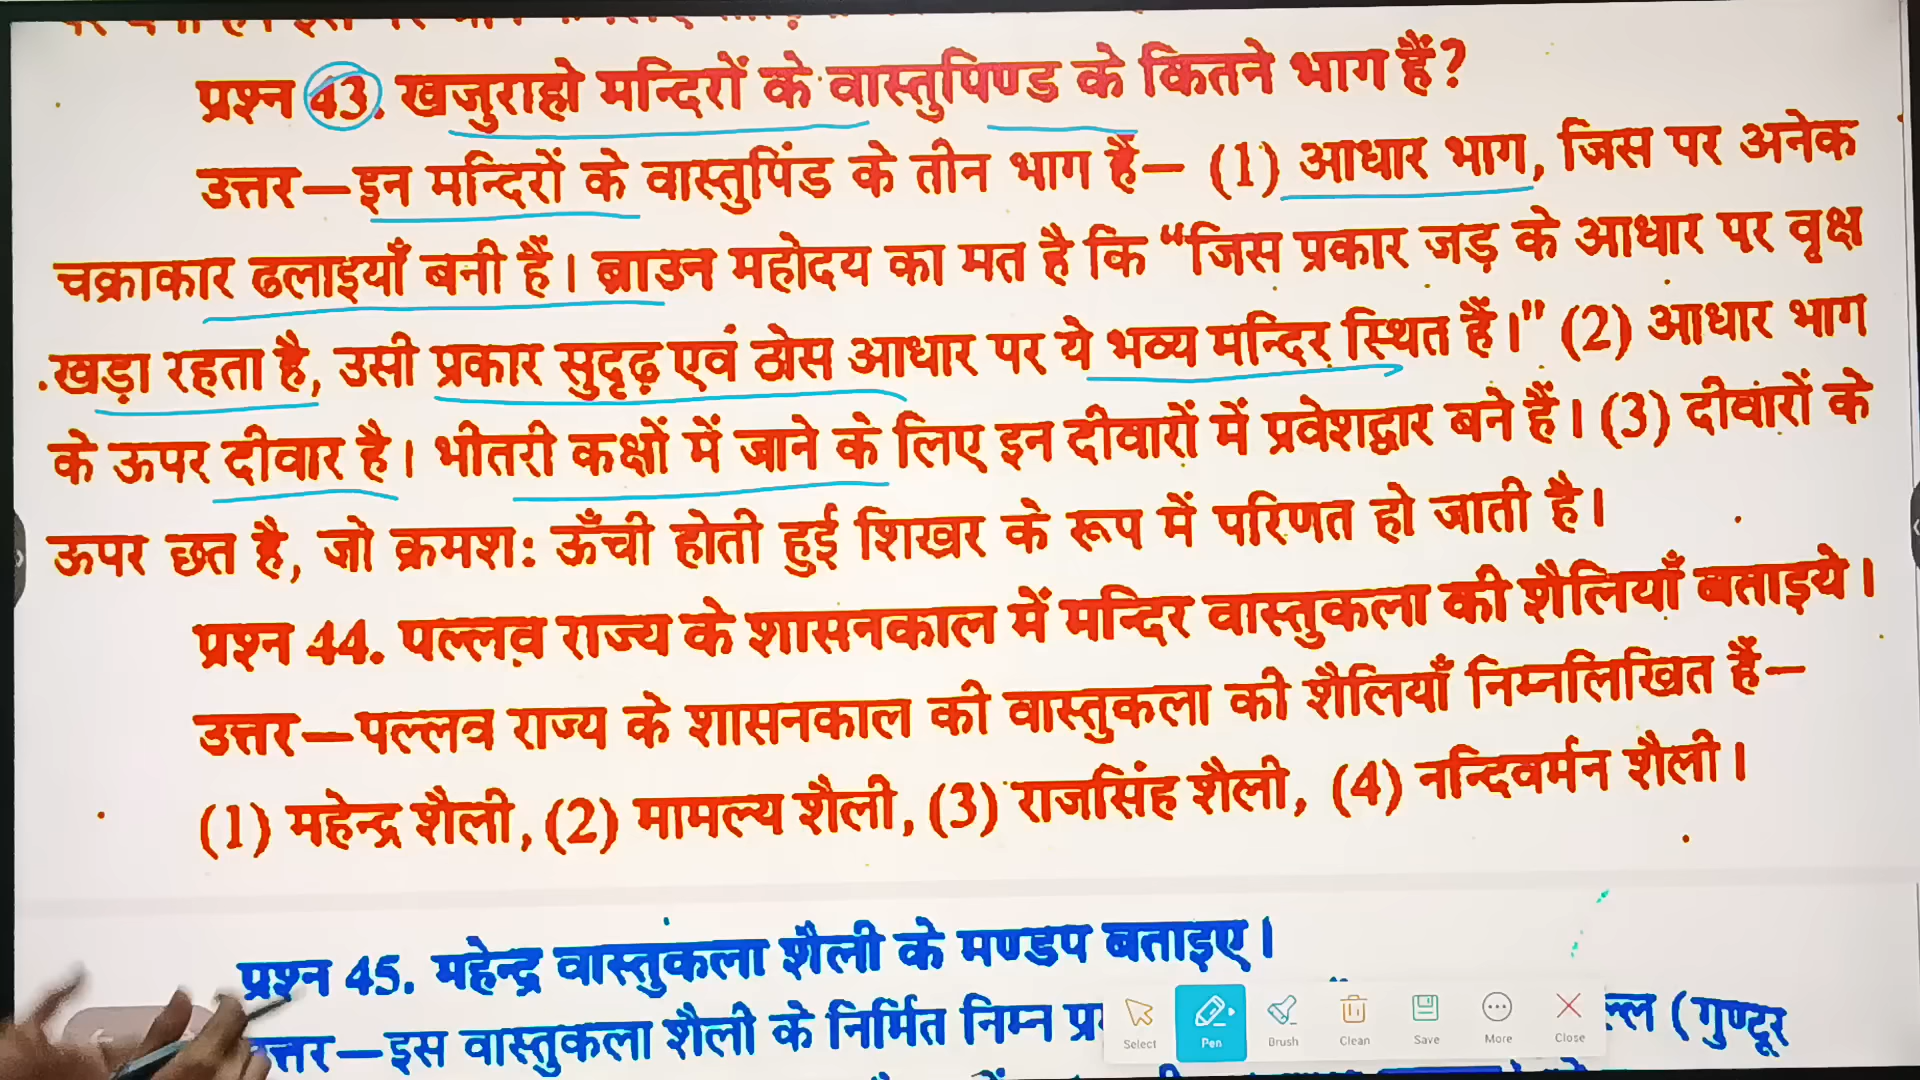 प्रश्न 43. खजुराहो मन्दिरों के वास्तुपिण्ड के कितने भाग हैं?
उत्तर—इन मन्दिरों के वास्तुपिंड के तीन भाग हैं— (1) आधार भाग, जिस पर अनेक
चक्राकार ढलाइयाँ बनी हैं। ब्राउन महोदय का मत है कि “जिस प्रकार जड़ के आधार पर वृक्ष
खड़ा रहता है, उसी प्रकार सुदृढ़ एवं ठोस आधार पर ये भव्य मन्दिर स्थित हैं।" (2) आधार भाग
के ऊपर दीवार है। भीतरी कक्षों में जाने के लिए इन दीवारों में प्रवेशद्वार बने हैं। (3) दीवारों के
ऊपर छत है, जो क्रमशः ऊँची होती हुई शिखर के रूप में परिणत हो जाती है।
प्रश्न 44. पल्लव राज्य के शासनकाल में मन्दिर वास्तुकला की शैलियाँ बताइये।
उत्तर—पल्लव राज्य के शासनकाल की वास्तुकला की शैलियाँ निम्नलिखित हैं—
(1) महेन्द्र शैली, (2) मामल्य शैली, (3) राजसिंह शैली, (4) नन्दिवर्मन शैली।
प्रश्न 45. महेन्द्र वास्तुकला शैली के मण्डप बताइए।
उत्तर—इस वास्तुकला शैली के निर्मित निम्न (गुण्टूर
Select Pen Brush Clean Save More Close